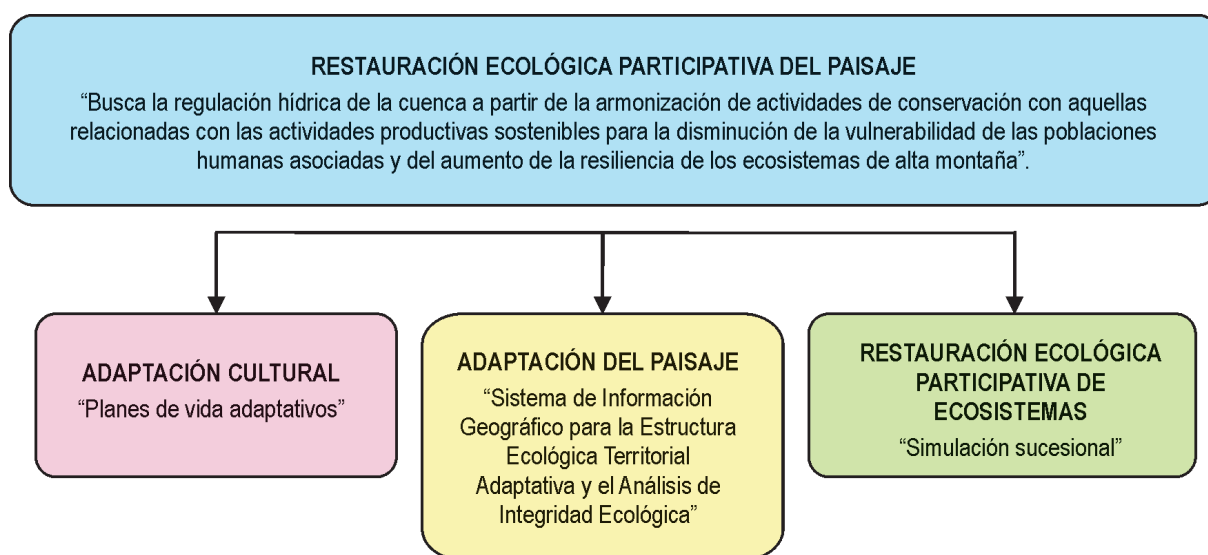 RESTAURACIÓN ECOLÓGICA PARTICIPATIVA DEL PAISAJE
“Busca la regulación hídrica de la cuenca a partir de la armonización de actividades de conservación con aquellas
relacionadas con las actividades productivas sostenibles para la disminución de la vulnerabilidad de las poblaciones
humanas asociadas y del aumento de la resiliencia de los ecosistemas de alta montaña”.
ADAPTACIÓN CULTURAL
“Planes de vida adaptativos”
ADAPTACIÓN DEL PAISAJE
“Sistema de Información
Geográfico para la Estructura
Ecológica Territorial
Adaptativa y el Análisis de
Integridad Ecológica”
RESTAURACIÓN ECOLÓGICA
PARTICIPATIVA DE
ECOSISTEMAS
“Simulación sucesional”